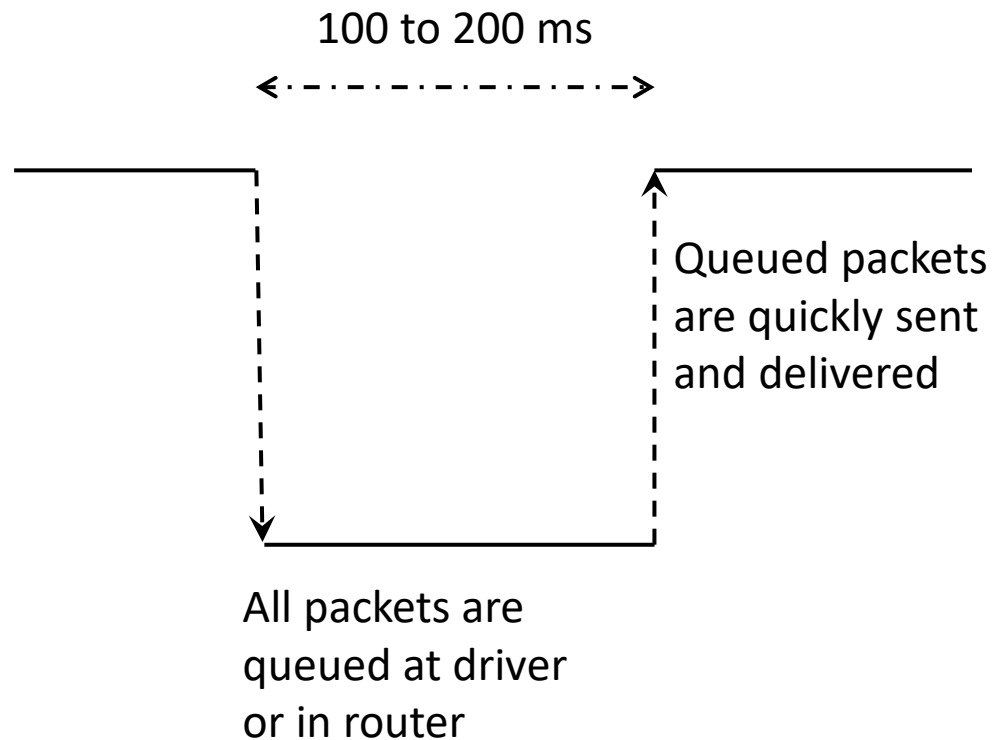 100 to 200 ms
Queued packets
are quickly sent
and delivered
All packets are
queued at driver
or in router